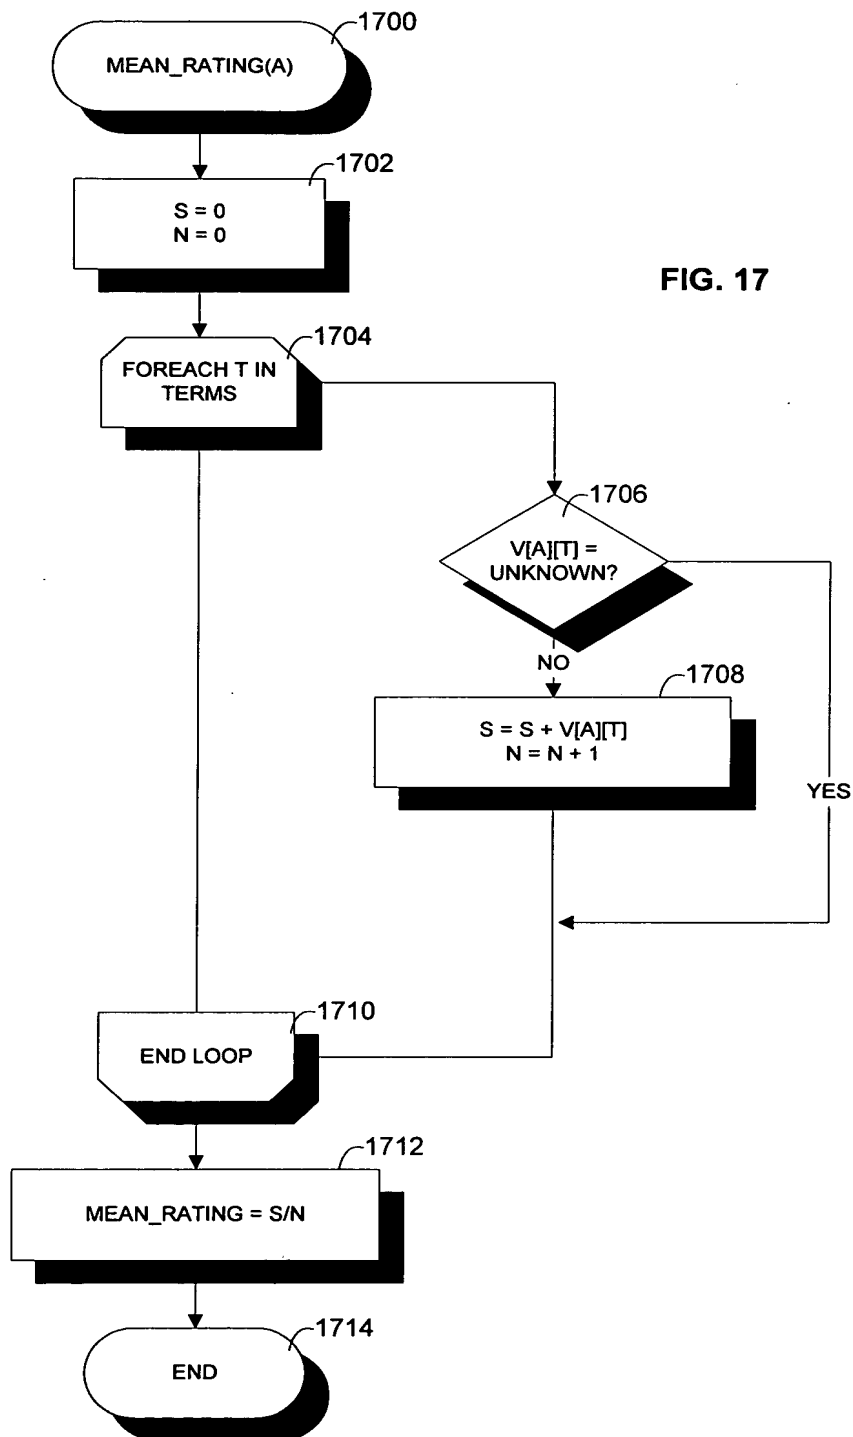 1700
MEAN_RATING(A)
1702
S = 0
N = 0
FIG. 17
1704
FOREACH T IN
TERMS
1706
V[A][T] =
UNKNOWN?
NO
1708
S = S + V[A][T]
N = N + 1
YES
1710
END LOOP
1712
MEAN_RATING = S/N
1714
END